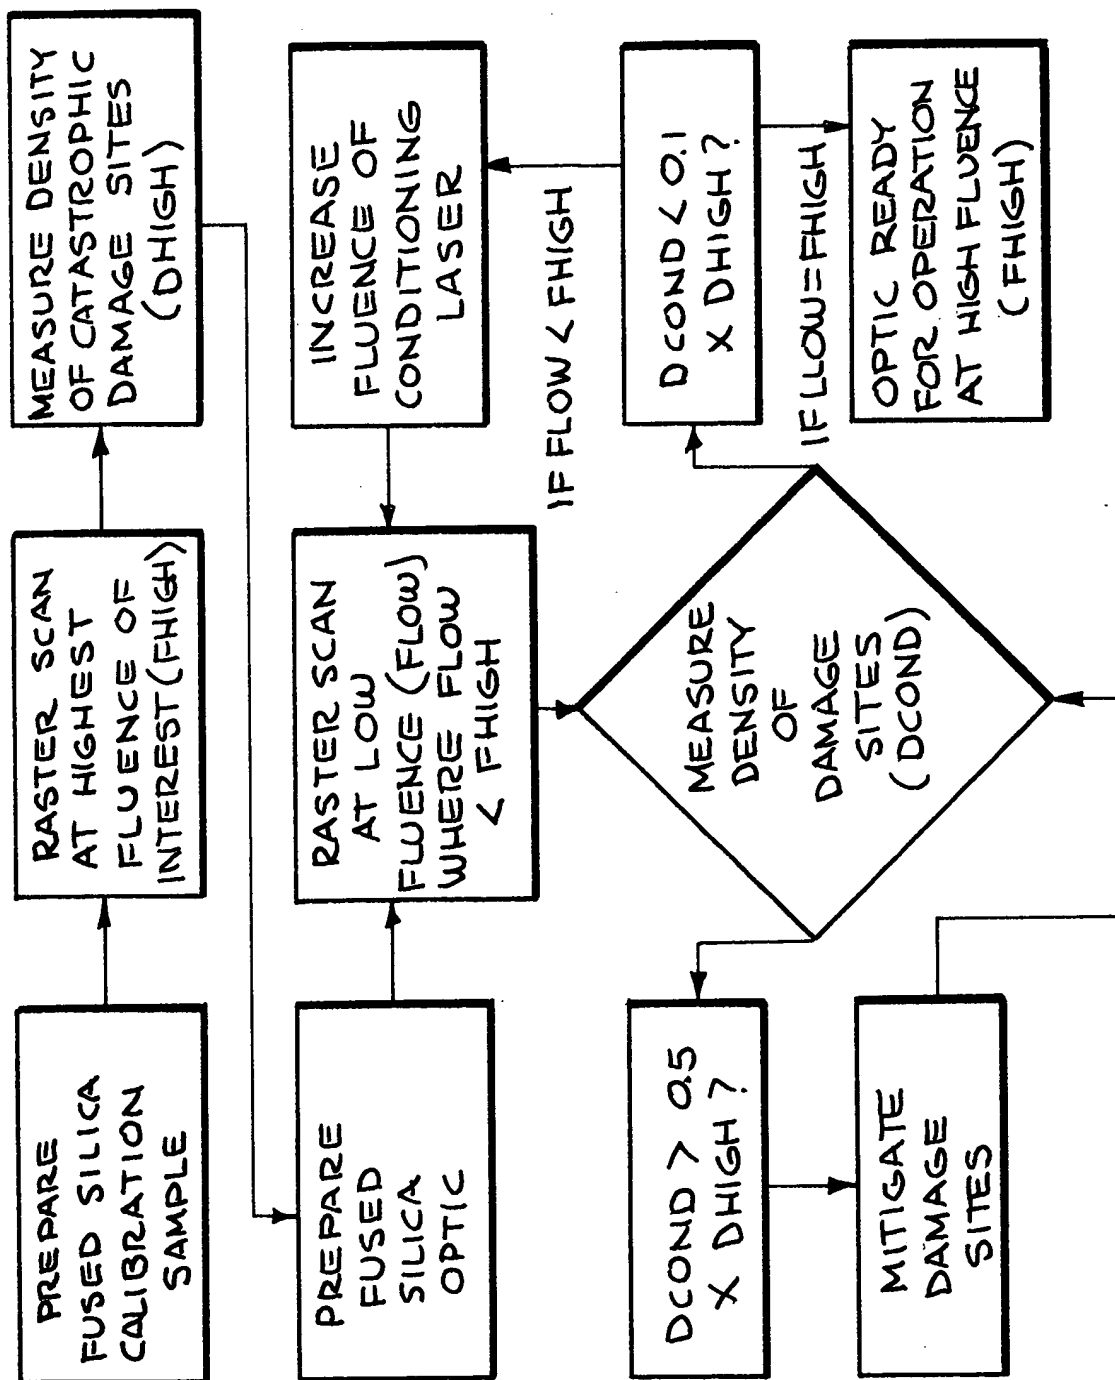 PREPARE
FUSED SILICA
CALIBRATION
SAMPLE
RASTER SCAN
AT HIGHEST
FLUENCE OF
INTEREST(FHIGH)
MEASURE DENSITY
OF CATASTROPHIC
DAMAGE SITES
(DHIGH)
PREPARE
FUSED
SILICA
OPTIC
RASTER SCAN
AT LOW
FLUENCE (FLOW)
WHERE FLOW
< FHIGH
INCREASE
FLUENCE OF
CONDITIONING
LASER
IF FLOW < FHIGH
DCOND > 0.5
X DHIGH ?
MEASURE
DENSITY
OF
DAMAGE
SITES
(DCOND)
DCOND < 0.1
X DHIGH ?
IF LLOW=FHIGH
MITIGATE
DAMAGE
SITES
OPTIC READY
FOR OPERATION
AT HIGH FLUENCE
(FHIGH)